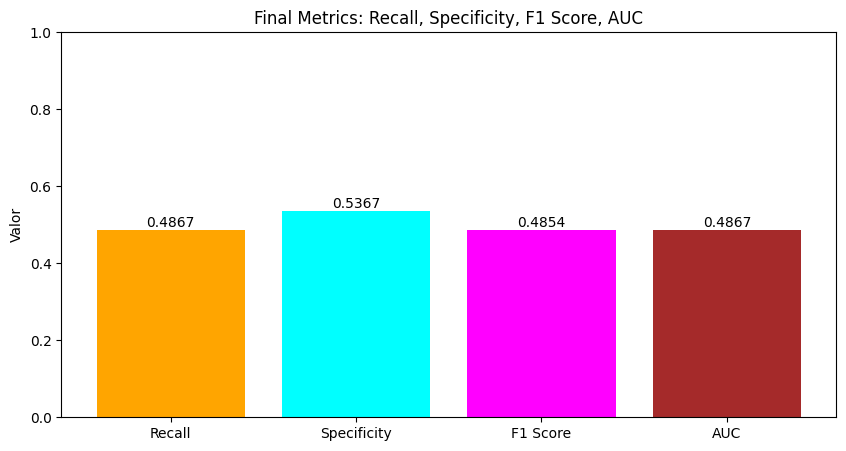 Final Metrics: Recall, Specificity, F1 Score, AUC
Valor
1.0
0.8
0.6
0.4
0.2
0.0
0.4867
0.5367
0.4854
0.4867
Recall
Specificity
F1 Score
AUC